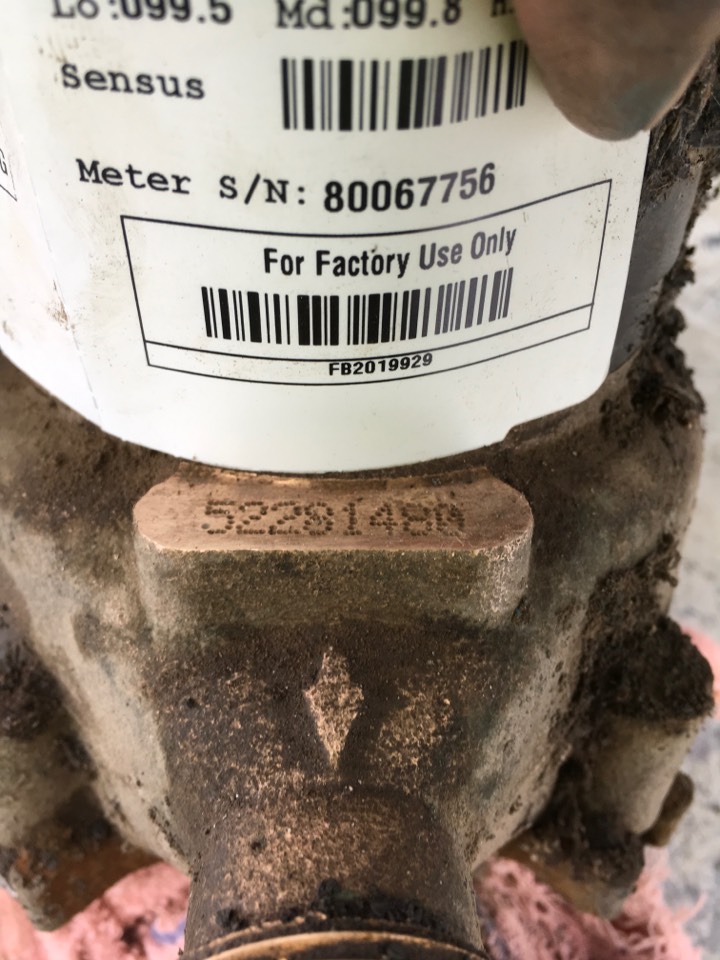 Lo:099.5 Md:099.8
Sensus
Meter S/N: 80067756
For Factory Use Only
FB2019929
52281480